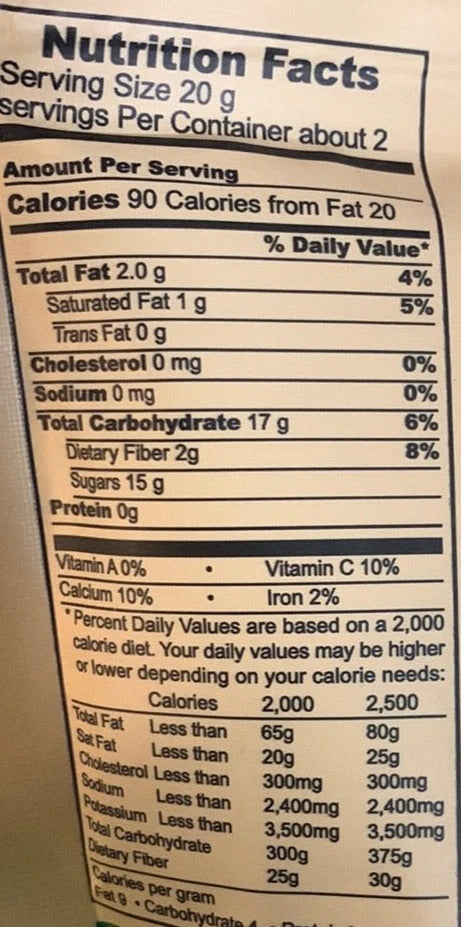 Nutrition Facts
Serving Size 20 g
servings Per Container about 2
Amount Per Serving
Calories 90 Calories from Fat 20
% Daily Value*
Total Fat 2.0 g 4%
Saturated Fat 1 g 5%
Trans Fat 0 g
Cholesterol 0 mg 0%
Sodium 0 mg 0%
Total Carbohydrate 17 g 6%
Dietary Fiber 2g 8%
Sugars 15 g
Protein 0g
Vitamin A 0% • Vitamin C 10%
Calcium 10% • Iron 2%
*Percent Daily Values are based on a 2,000
calorie diet. Your daily values may be higher
or lower depending on your calorie needs:
Calories 2,000 2,500
Total Fat Less than 65g 80g
Sat Fat Less than 20g 25g
Cholesterol Less than 300mg 300mg
Sodium Less than 2,400mg 2,400mg
Potassium Less than 3,500mg 3,500mg
Total Carbohydrate 300g 375g
Dietary Fiber 25g 30g
Calories per gram
Fat 9 • Carbohydrate 4